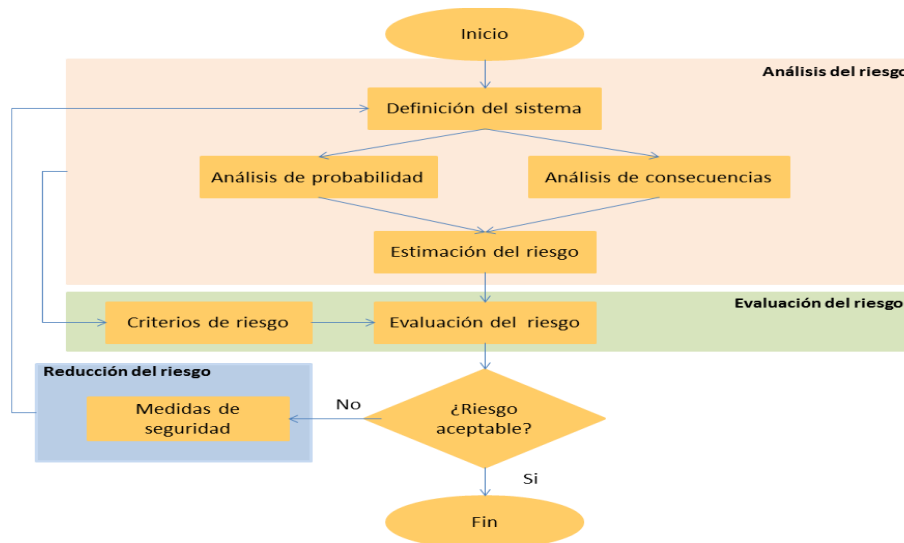 Inicio
Análisis del riesgo
Definición del sistema
Análisis de probabilidad
Análisis de consecuencias
Estimación del riesgo
Evaluación del riesgo
Criterios de riesgo
Evaluación del riesgo
Reducción del riesgo
Medidas de
seguridad
No
¿Riesgo
aceptable?
Si
Fin